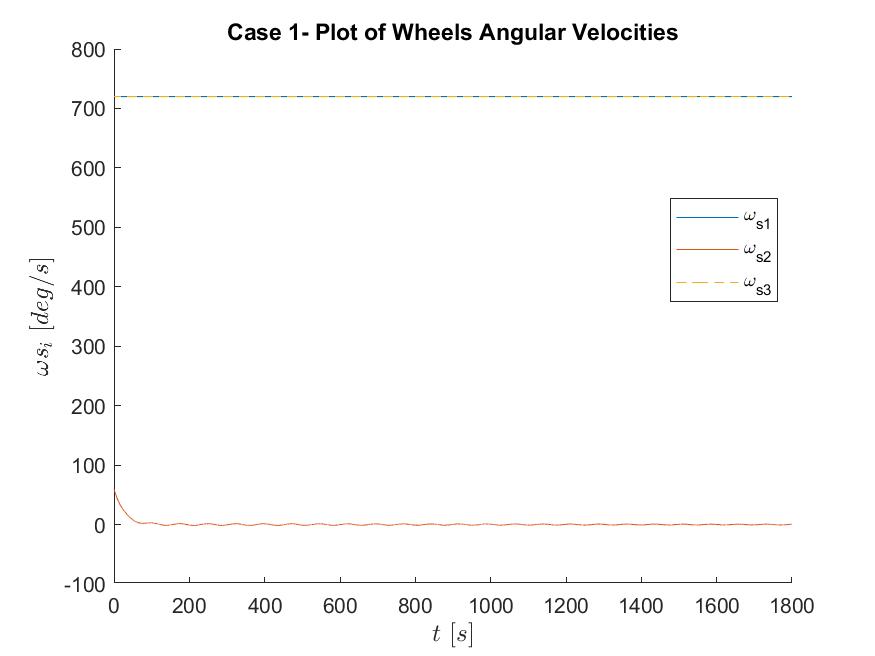 Case 1- Plot of Wheels Angular Velocities
800
700
600
500
400
300
200
100
0
-100
ωs_i [deg/s]
ω_s1
ω_s2
ω_s3
0 200 400 600 800 1000 1200 1400 1600 1800
t [s]